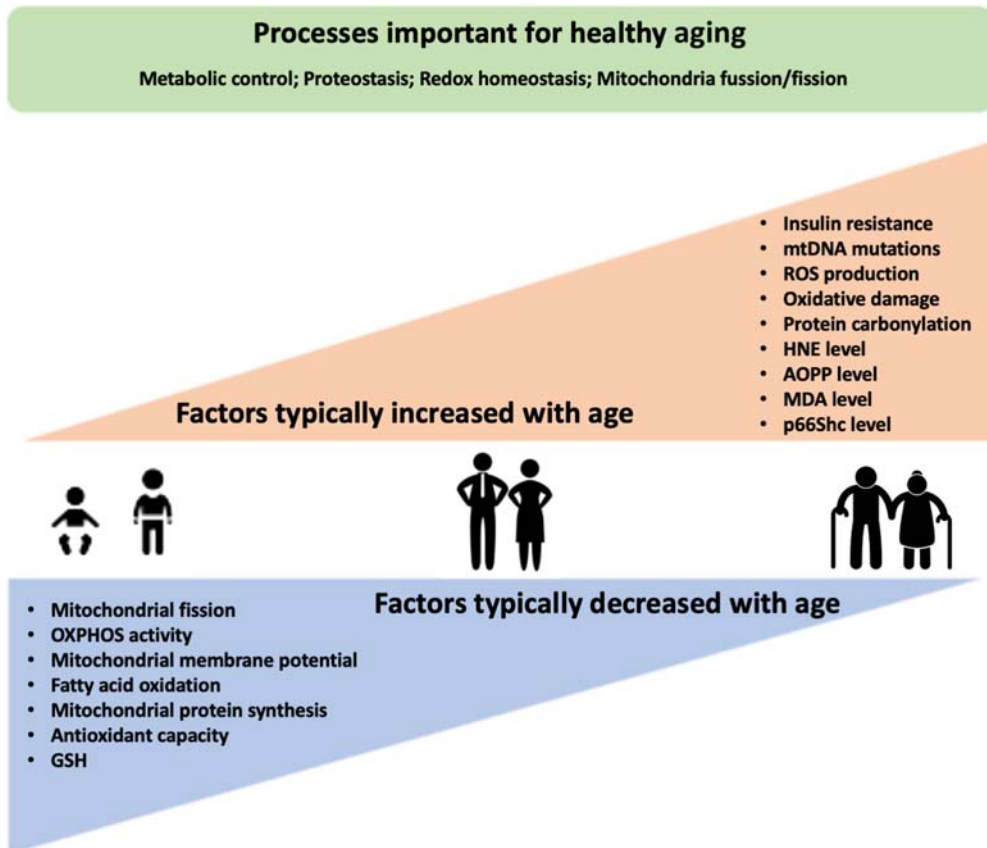 Processes important for healthy aging
Metabolic control; Proteostasis; Redox homeostasis; Mitochondria fussion/fission
• Insulin resistance
• mtDNA mutations
• ROS production
• Oxidative damage
• Protein carbonylation
• HNE level
• AOPP level
• MDA level
• p66Shc level
Factors typically increased with age
Factors typically decreased with age
• Mitochondrial fission
• OXPHOS activity
• Mitochondrial membrane potential
• Fatty acid oxidation
• Mitochondrial protein synthesis
• Antioxidant capacity
• GSH